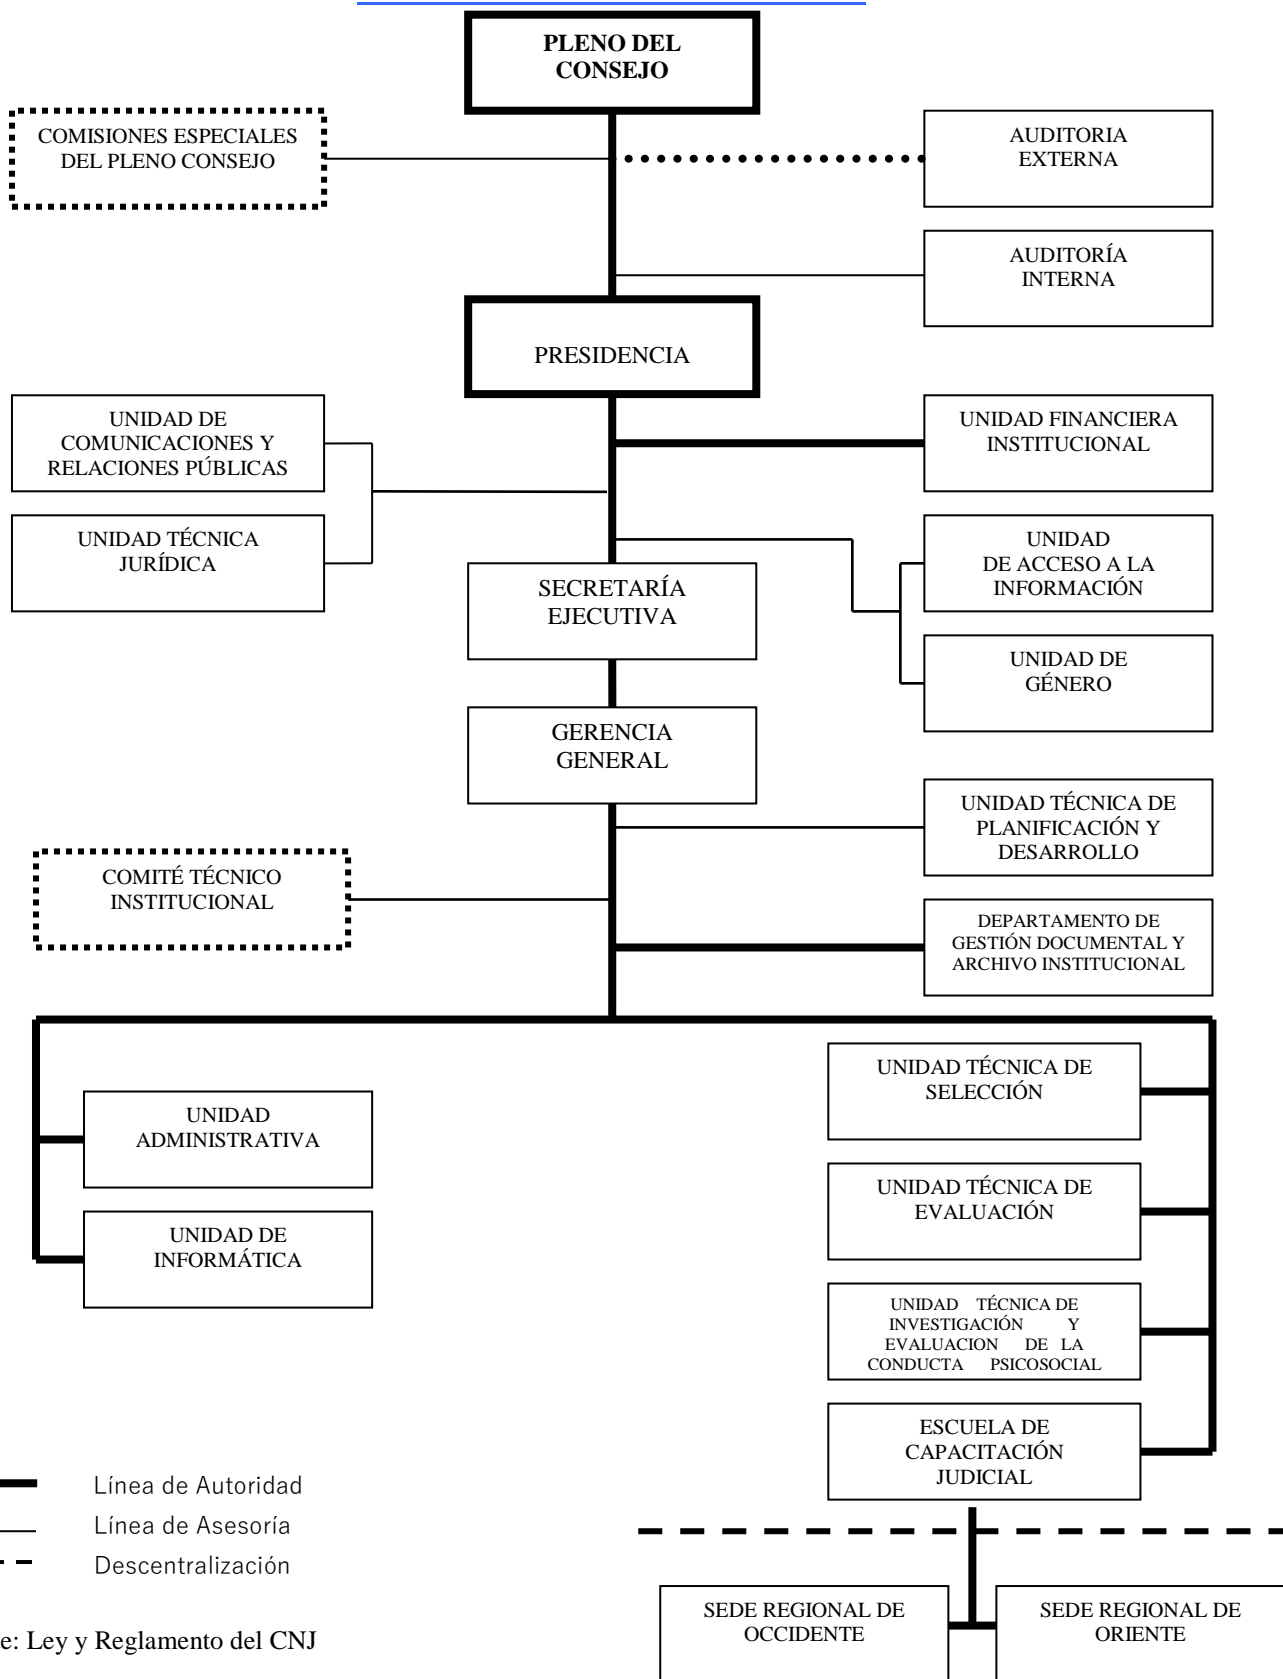 PLENO DEL
CONSEJO
COMISIONES ESPECIALES
DEL PLENO CONSEJO
AUDITORIA
EXTERNA
AUDITORÍA
INTERNA
PRESIDENCIA
UNIDAD DE
COMUNICACIONES Y
RELACIONES PÚBLICAS
UNIDAD FINANCIERA
INSTITUCIONAL
UNIDAD TÉCNICA
JURÍDICA
UNIDAD
DE ACCESO A LA
INFORMACIÓN
SECRETARÍA
EJECUTIVA
UNIDAD DE
GÉNERO
GERENCIA
GENERAL
UNIDAD TÉCNICA DE
PLANIFICACIÓN Y
DESARROLLO
COMITÉ TÉCNICO
INSTITUCIONAL
DEPARTAMENTO DE
GESTIÓN DOCUMENTAL Y
ARCHIVO INSTITUCIONAL
UNIDAD TÉCNICA DE
SELECCIÓN
UNIDAD
ADMINISTRATIVA
UNIDAD TÉCNICA DE
EVALUACIÓN
UNIDAD DE
INFORMÁTICA
UNIDAD TÉCNICA DE
INVESTIGACIÓN Y
EVALUACION DE LA
CONDUCTA PSICOSOCIAL
ESCUELA DE
CAPACITACIÓN
JUDICIAL
Línea de Autoridad
Línea de Asesoría
Descentralización
SEDE REGIONAL DE
OCCIDENTE
SEDE REGIONAL DE
ORIENTE
: Ley y Reglamento del CNJ